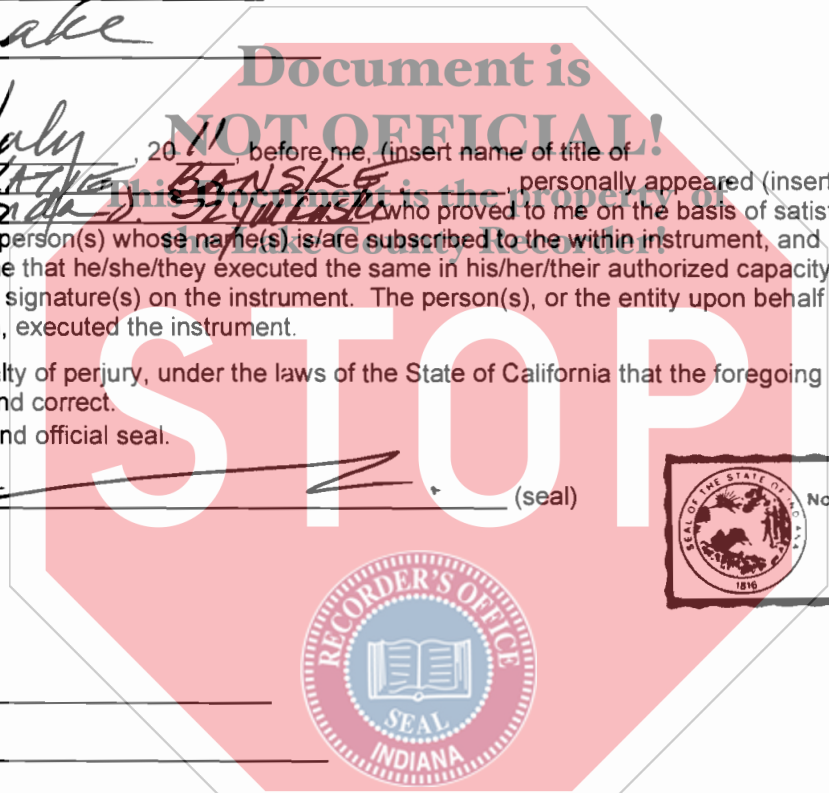 ake
Document is
NOT OFFICIAL!
This Document is the property of
the Lake County Recorder!
uly, 20 11, before me, (insert name of title of
BANSKE, personally appeared (insert
nda D. who proved to me on the basis of satisf
person(s) whose name(s) is/are subscribed to the within instrument, and
e that he/she/they executed the same in his/her/their authorized capacity
signature(s) on the instrument. The person(s), or the entity upon behalf
, executed the instrument.
lty of perjury, under the laws of the State of California that the foregoing
nd correct.
nd official seal.
STOP
(seal)
SEAL OF THE STATE OF INDIANA
1816
No
RECORDER'S OFFICE
SEAL
INDIANA